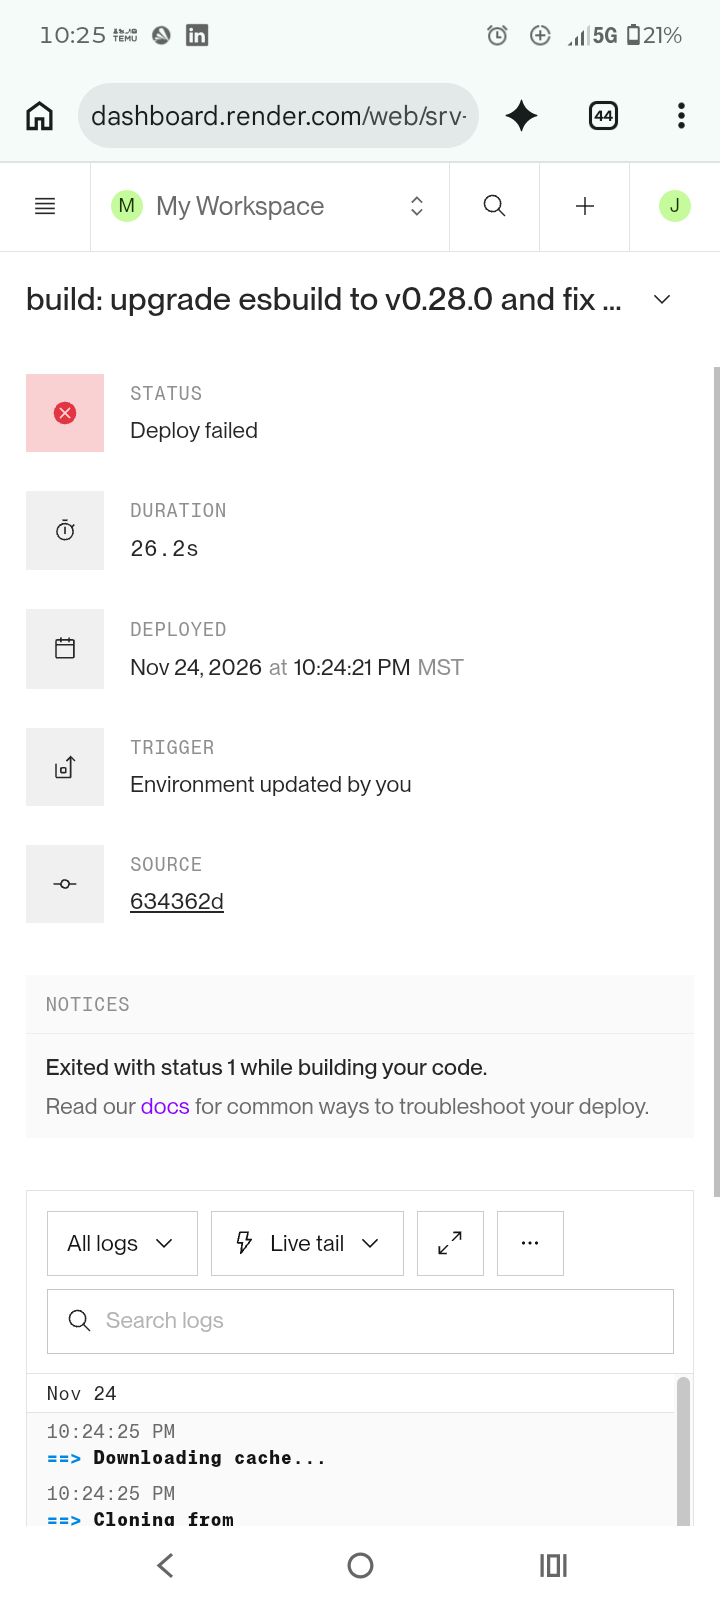 10:25 TEMU in 5G 21%
dashboard.render.com/web/srv- 44
M My Workspace J
build: upgrade esbuild to v0.28.0 and fix ...
STATUS
Deploy failed
DURATION
26.2s
DEPLOYED
Nov 24, 2026 at 10:24:21 PM MST
TRIGGER
Environment updated by you
SOURCE
634362d
NOTICES
Exited with status 1 while building your code.
Read our docs for common ways to troubleshoot your deploy.
All logs Live tail ...
Search logs
Nov 24
10:24:25 PM
==> Downloading cache...
10:24:25 PM
==> Cloning from